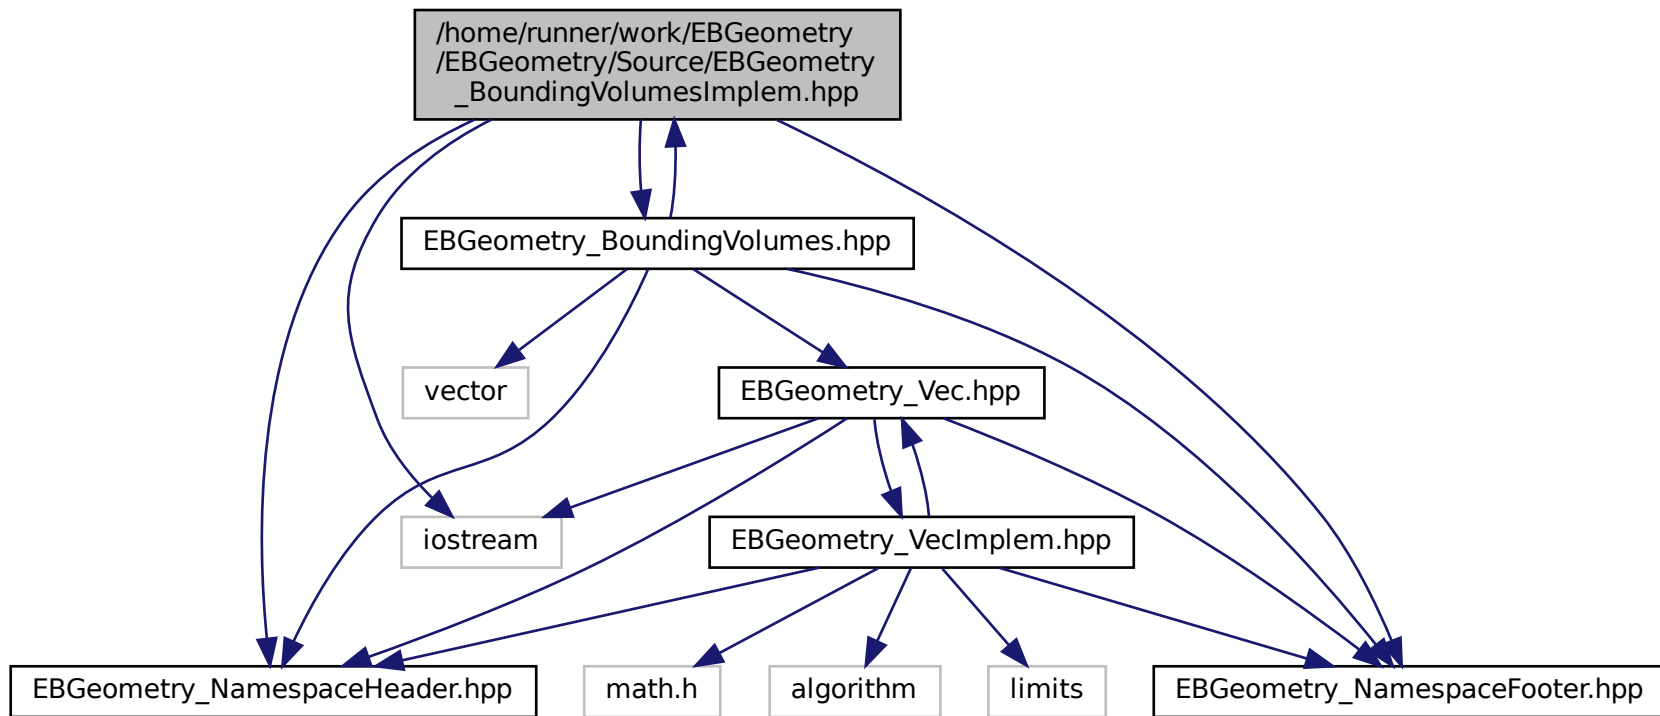 /home/runner/work/EBGeometry
/EBGeometry/Source/EBGeometry
_BoundingVolumesImplem.hpp
EBGeometry_BoundingVolumes.hpp
vector
EBGeometry_Vec.hpp
iostream
EBGeometry_VecImplem.hpp
EBGeometry_NamespaceHeader.hpp
math.h
algorithm
limits
EBGeometry_NamespaceFooter.hpp